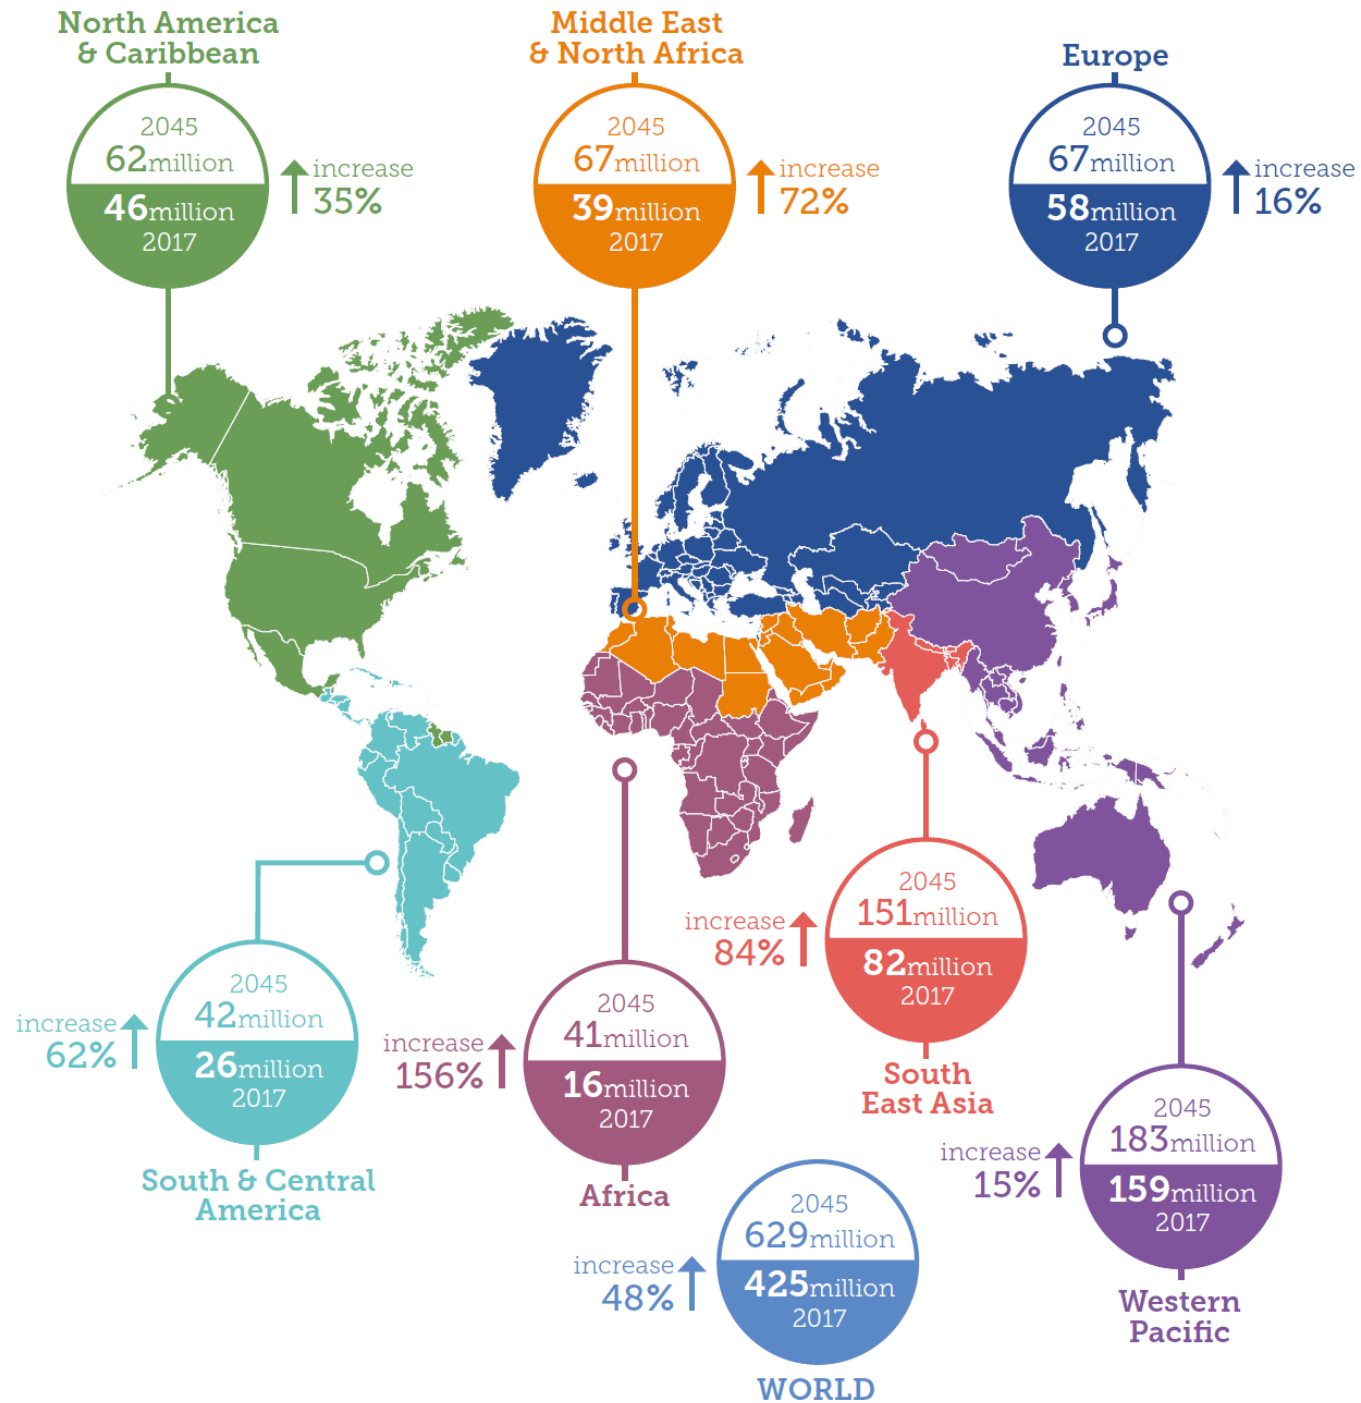 North America
& Caribbean
2045
62million
46million
2017
increase
35%
Middle East
& North Africa
2045
67million
39million
2017
increase
72%
Europe
2045
67million
58million
2017
increase
16%
increase
62%
2045
42million
26million
2017
South & Central
America
increase
156%
2045
41million
16million
2017
Africa
increase
84%
2045
151million
82million
2017
South
East Asia
increase
15%
2045
183million
159million
2017
Western
Pacific
increase
48%
2045
629million
425million
2017
WORLD